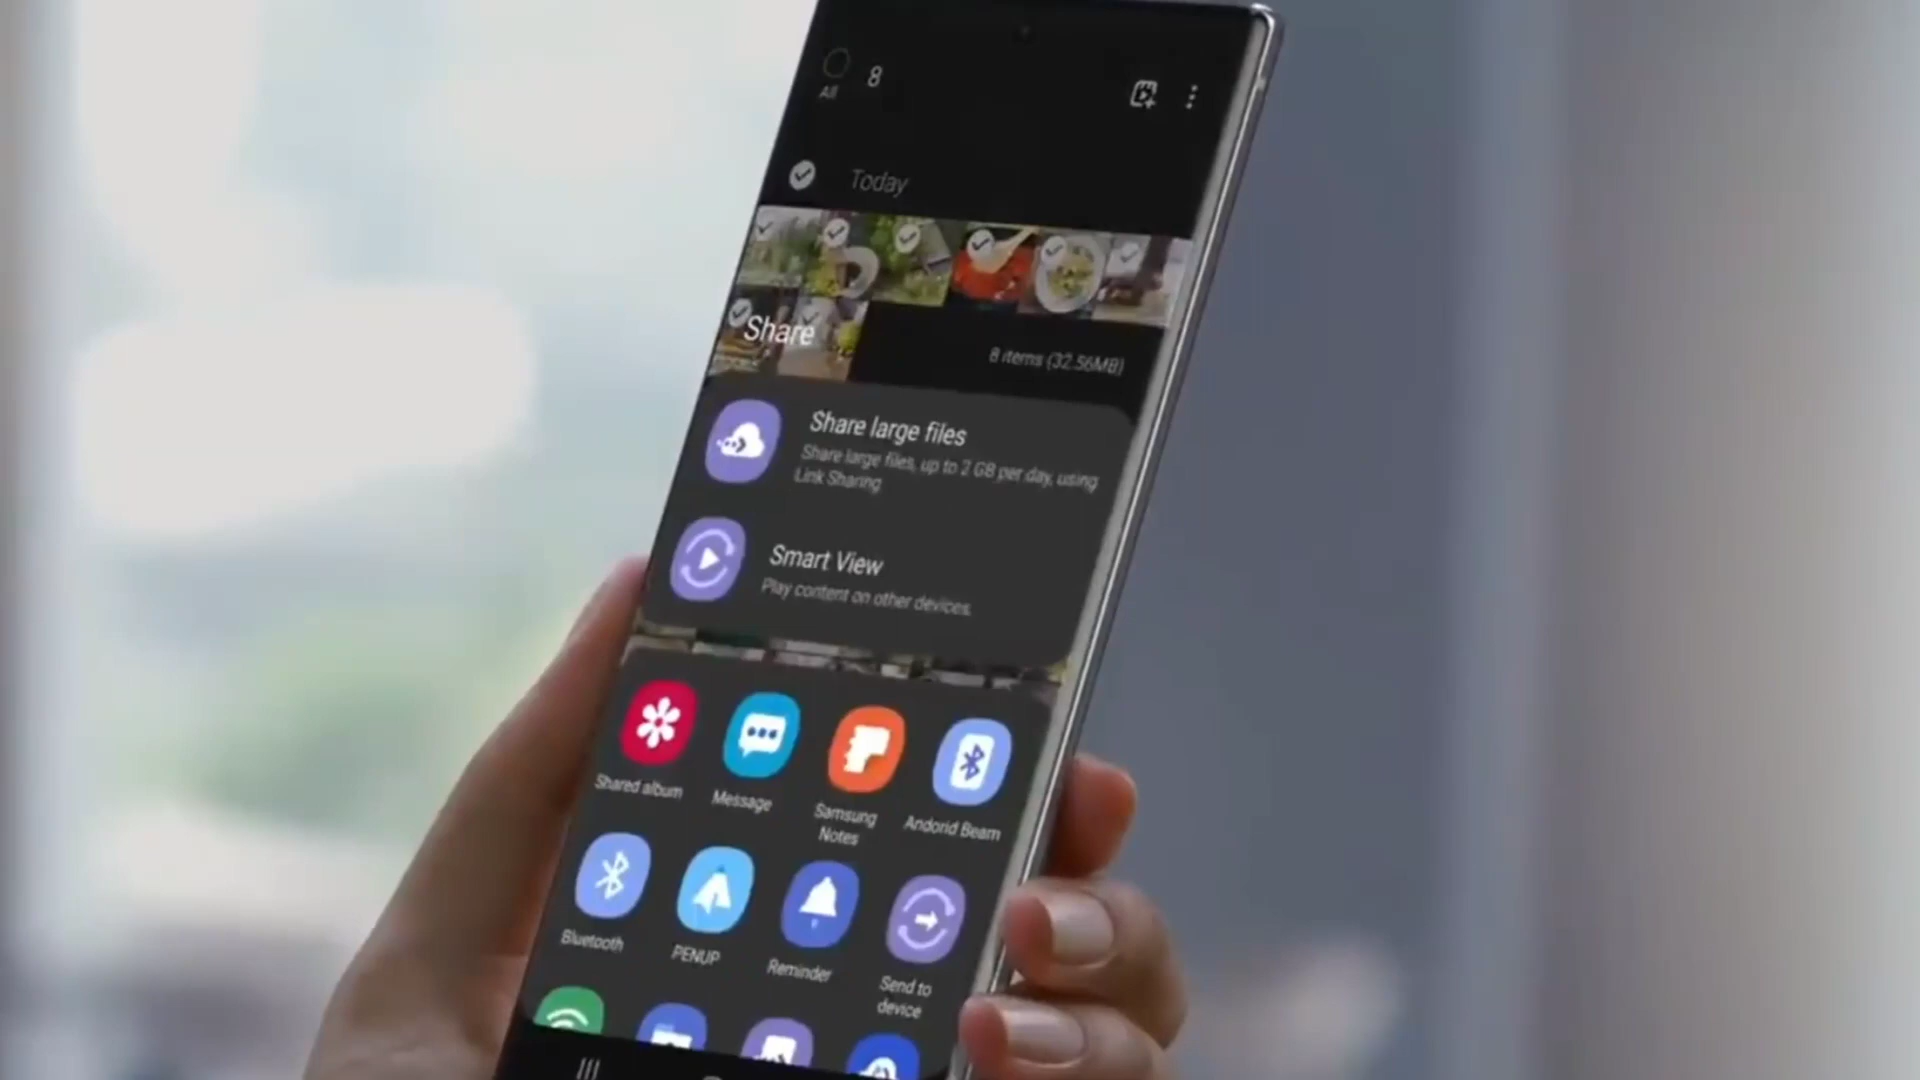 8
All
Today
Share
8 items (32.56MB)
Share large files
Share large files, up to 2 GB per day, using
Link Sharing
Smart View
Play content on other devices.
Shared album
Message
Samsung
Notes
Andorid Beam
Bluetooth
PENUP
Reminder
Send to
device